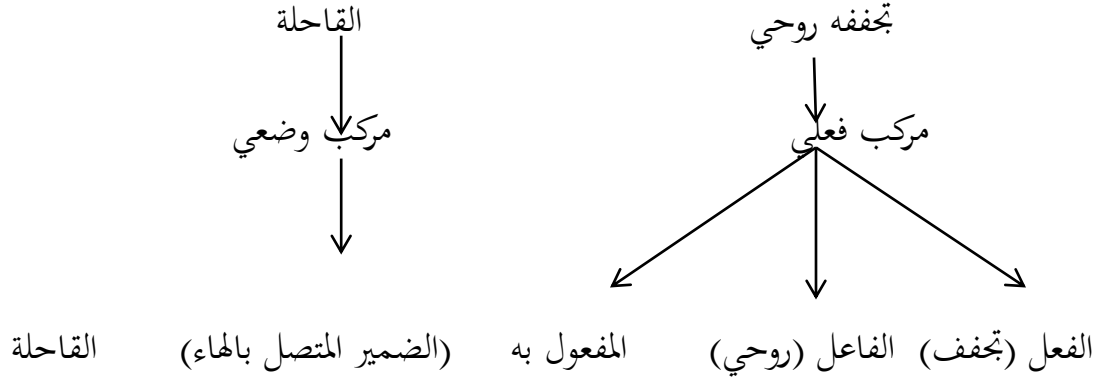 تجففه روحي القاحلة
مركب فعلي مركب وضعي
الفعل (تجفف) الفاعل (روحي) المفعول به (الضمير المتصل بالهاء) القاحلة